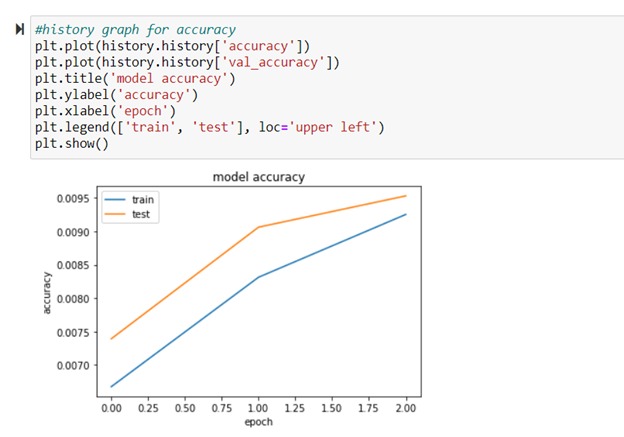 #history graph for accuracy
plt.plot(history.history['accuracy'])
plt.plot(history.history['val_accuracy'])
plt.title('model accuracy')
plt.ylabel('accuracy')
plt.xlabel('epoch')
plt.legend(['train', 'test'], loc='upper left')
plt.show()
model accuracy
train
test
0.0095
0.0090
0.0085
0.0080
0.0075
0.0070
accuracy
0.00 0.25 0.50 0.75 1.00 1.25 1.50 1.75 2.00
epoch